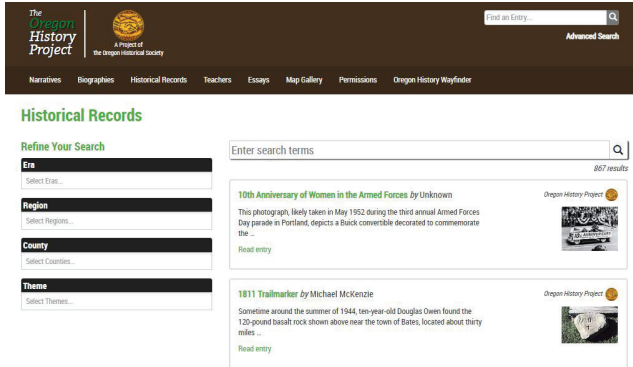 The
Oregon
History
Project
A Project of
the Oregon Historical Society
Find an Entry...
Advanced Search
Narratives Biographies Historical Records Teachers Essays Map Gallery Permissions Oregon History Wayfinder
Historical Records
Refine Your Search
Era
Select Eras...
Region
Select Regions...
County
Select Counties...
Theme
Select Themes...
Enter search terms
867 results
10th Anniversary of Women in the Armed Forces by Unknown
Oregon History Project
This photograph, likely taken in May 1952 during the third annual Armed Forces
Day parade in Portland, depicts a Buick convertible decorated to commemorate
the ...
Read entry
1811 Trailmarker by Michael McKenzie
Oregon History Project
Sometime around the summer of 1944, ten-year-old Douglas Owen found the
120-pound basalt rock shown above near the town of Bates, located about thirty
miles ...
Read entry